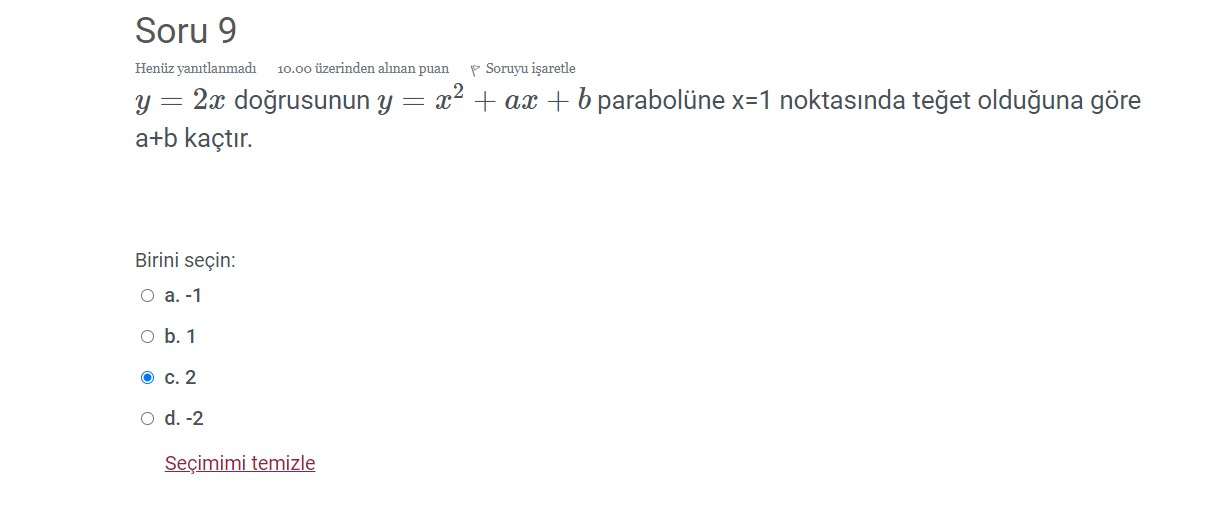 Soru 9
Henüz yanıtlanmadı 10.00 üzerinden alınan puan Soruyu işaretle
y = 2x doğrusunun y = x² + ax + b parabolüne x=1 noktasında teğet olduğuna göre
a+b kaçtır.
Birini seçin:
a. -1
b. 1
c. 2
d. -2
Seçimimi temizle